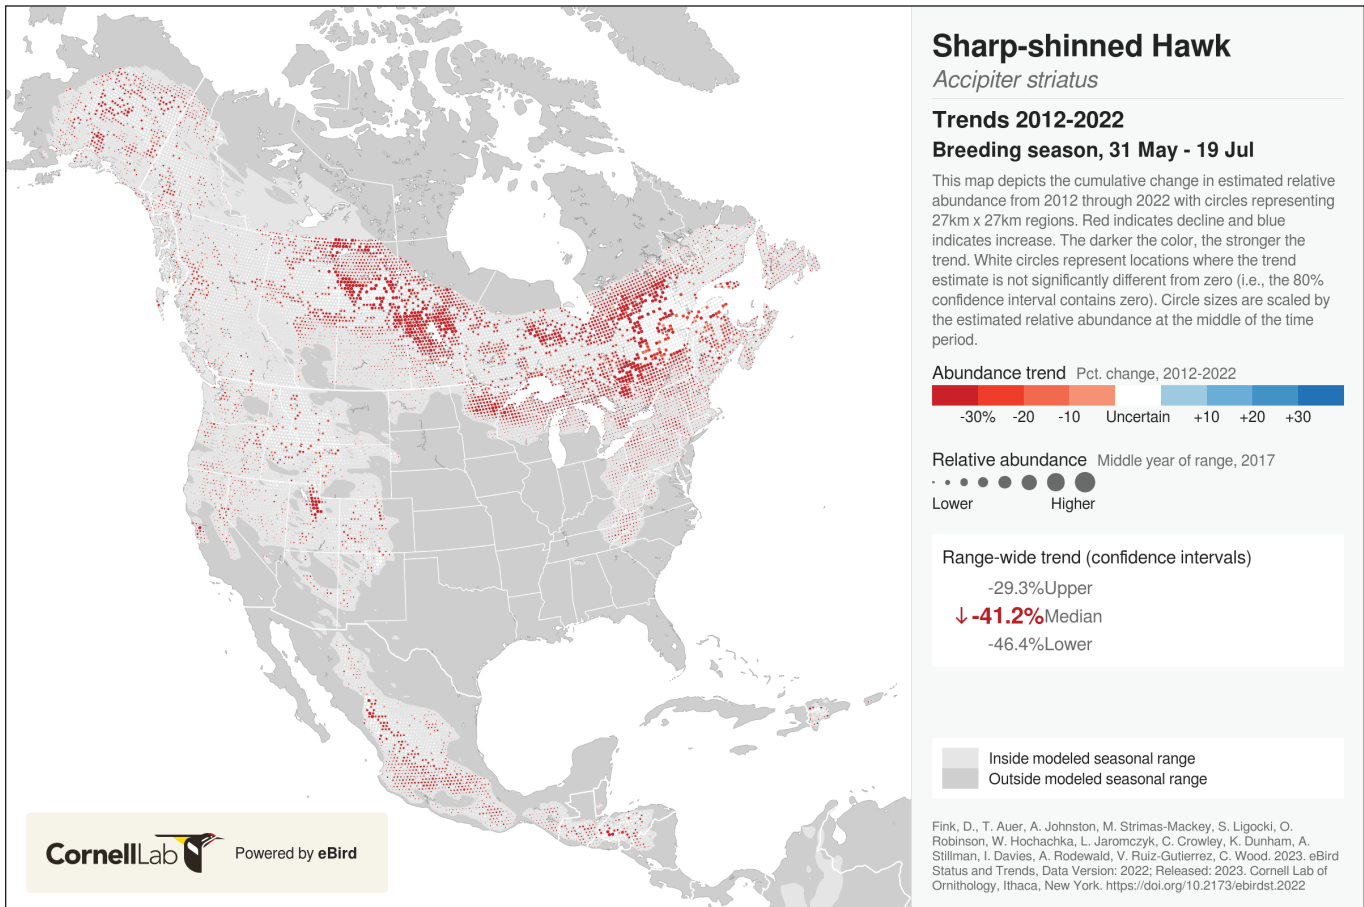 Sharp-shinned Hawk
Accipiter striatus
Trends 2012-2022
Breeding season, 31 May - 19 Jul
This map depicts the cumulative change in estimated relative
abundance from 2012 through 2022 with circles representing
27km x 27km regions. Red indicates decline and blue
indicates increase. The darker the color, the stronger the
trend. White circles represent locations where the trend
estimate is not significantly different from zero (i.e., the 80%
confidence interval contains zero). Circle sizes are scaled by
the estimated relative abundance at the middle of the time
period.
Abundance trend Pct. change, 2012-2022
-30% -20 -10 Uncertain +10 +20 +30
Relative abundance Middle year of range, 2017
Lower Higher
Range-wide trend (confidence intervals)
-29.3%Upper
↓-41.2%Median
-46.4%Lower
Inside modeled seasonal range
Outside modeled seasonal range
Fink, D., T. Auer, A. Johnston, M. Strimas-Mackey, S. Ligocki, O.
Robinson, W. Hochachka, L. Jaromczyk, C. Crowley, K. Dunham, A.
Stillman, I. Davies, A. Rodewald, V. Ruiz-Gutierrez, C. Wood. 2023. eBird
Status and Trends, Data Version: 2022; Released: 2023. Cornell Lab of
Ornithology, Ithaca, New York. https://doi.org/10.2173/ebirdst.2022
CornellLab Powered by eBird